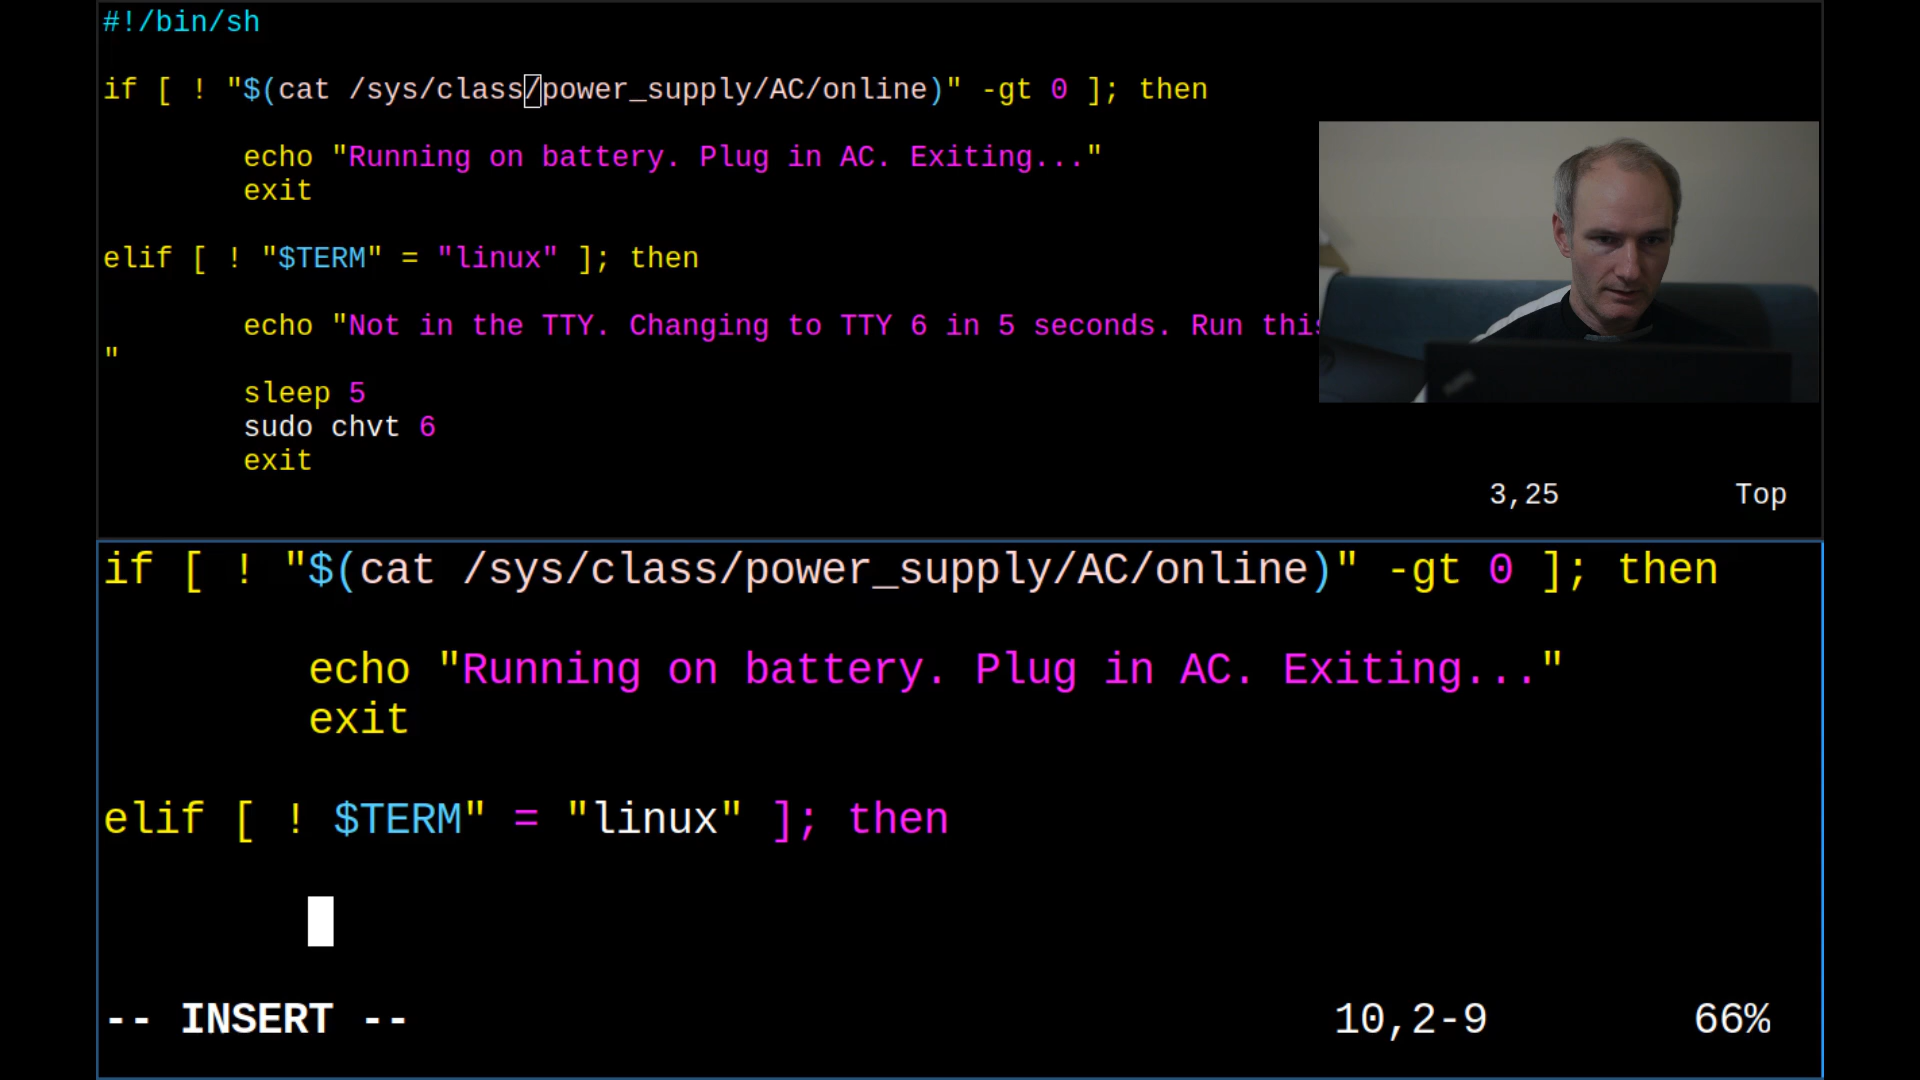 #!/bin/sh
if [ ! "$(cat /sys/class/power_supply/AC/online)" -gt 0 ]; then
echo "Running on battery. Plug in AC. Exiting..."
exit
elif [ ! "$TERM" = "linux" ]; then
echo "Not in the TTY. Changing to TTY 6 in 5 seconds. Run this
"
sleep 5
sudo chvt 6
exit
3,25 Top
if [ ! "$(cat /sys/class/power_supply/AC/online)" -gt 0 ]; then
echo "Running on battery. Plug in AC. Exiting..."
exit
elif [ ! $TERM" = "linux" ]; then
-- INSERT -- 10,2-9 66%